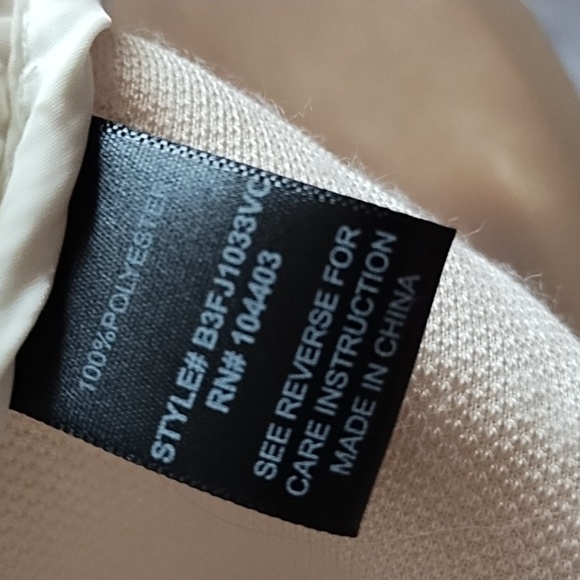 100%POLYESTER
STYLE# B3FJ1033VC
RN# 104403
SEE REVERSE FOR
CARE INSTRUCTION
MADE IN CHINA